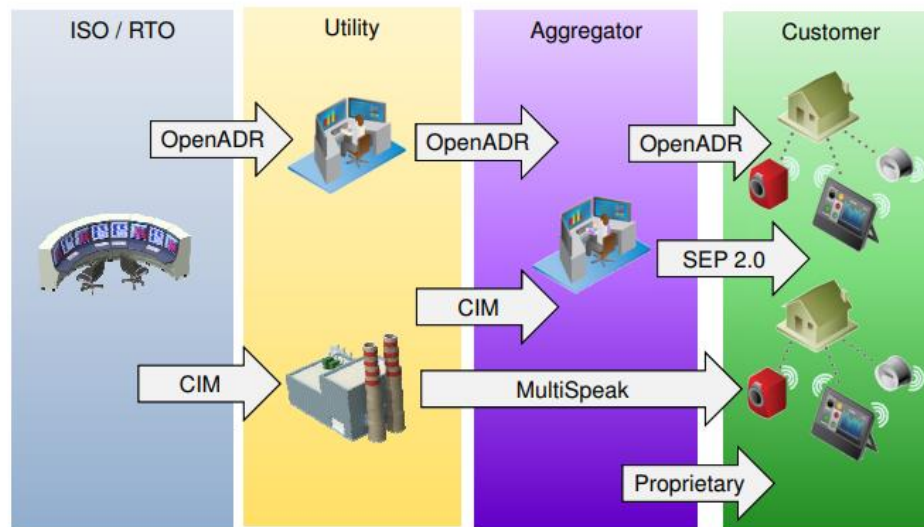 ISO / RTO
Utility
Aggregator
Customer
OpenADR
OpenADR
OpenADR
SEP 2.0
CIM
CIM
MultiSpeak
Proprietary